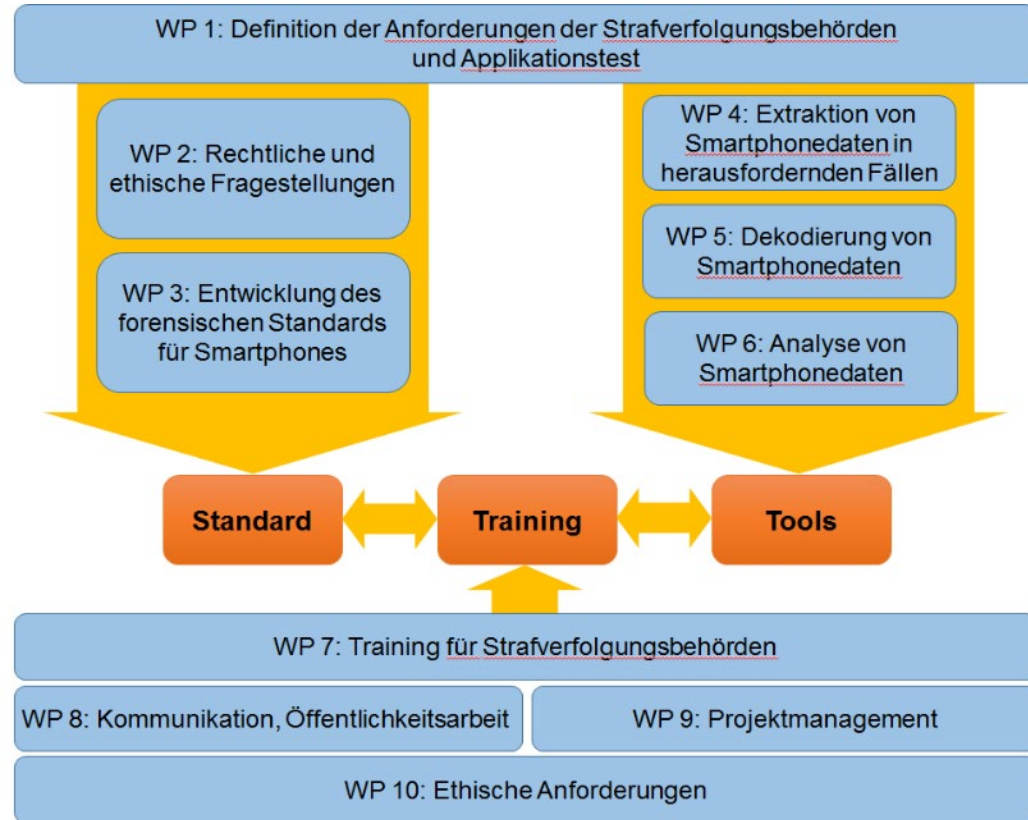 WP 1: Definition der Anforderungen der Strafverfolgungsbehörden
und Applikationstest
WP 2: Rechtliche und
ethische Fragestellungen
WP 3: Entwicklung des
forensischen Standards
für Smartphones
WP 4: Extraktion von
Smartphonedaten in
herausfordernden Fällen
WP 5: Dekodierung von
Smartphonedaten
WP 6: Analyse von
Smartphonedaten
Standard
Training
Tools
WP 7: Training für Strafverfolgungsbehörden
WP 8: Kommunikation, Öffentlichkeitsarbeit
WP 9: Projektmanagement
WP 10: Ethische Anforderungen